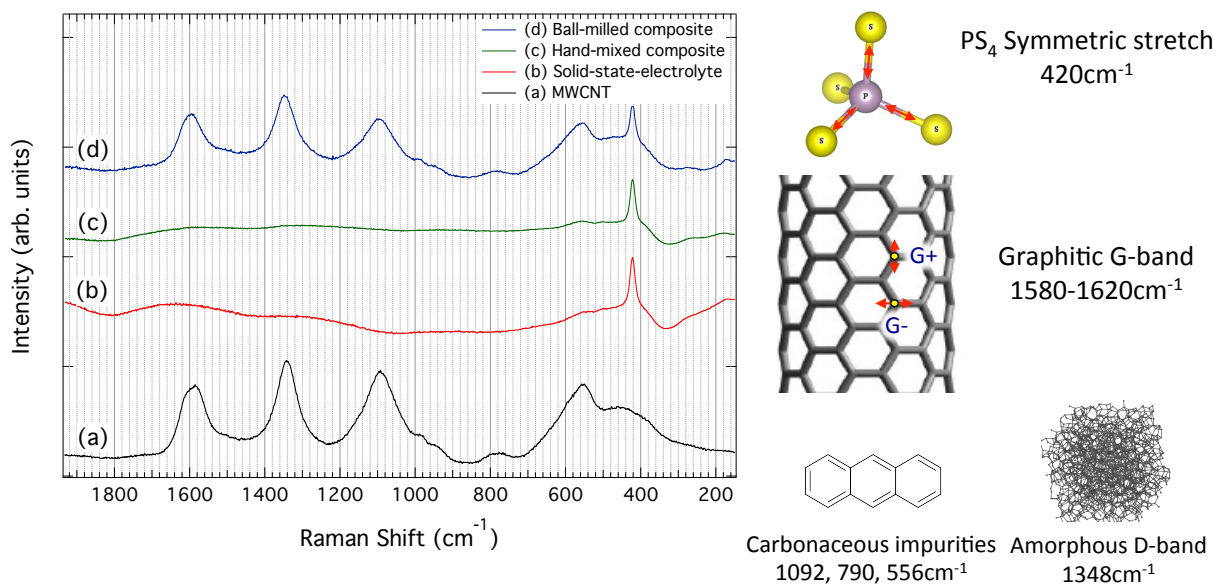 (d) Ball-milled composite
(c) Hand-mixed composite
(b) Solid-state-electrolyte
(a) MWCNT
Intensity (arb. units)
(d)
(c)
(b)
(a)
1800 1600 1400 1200 1000 800 600 400 200
Raman Shift (cm⁻¹)
S
S
P
S
S
PS₄ Symmetric stretch
420cm⁻¹
G+
G-
Graphitic G-band
1580-1620cm⁻¹
Carbonaceous impurities
1092, 790, 556cm⁻¹
Amorphous D-band
1348cm⁻¹